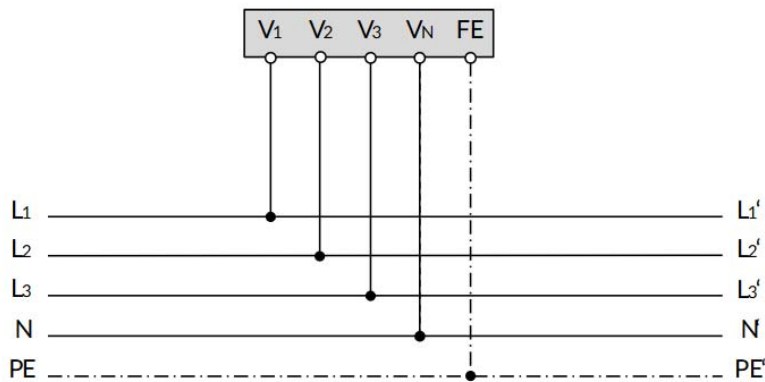 V1 V2 V3 VN FE
L1 L1‘
L2 L2‘
L3 L3‘
N N‘
PE PE‘